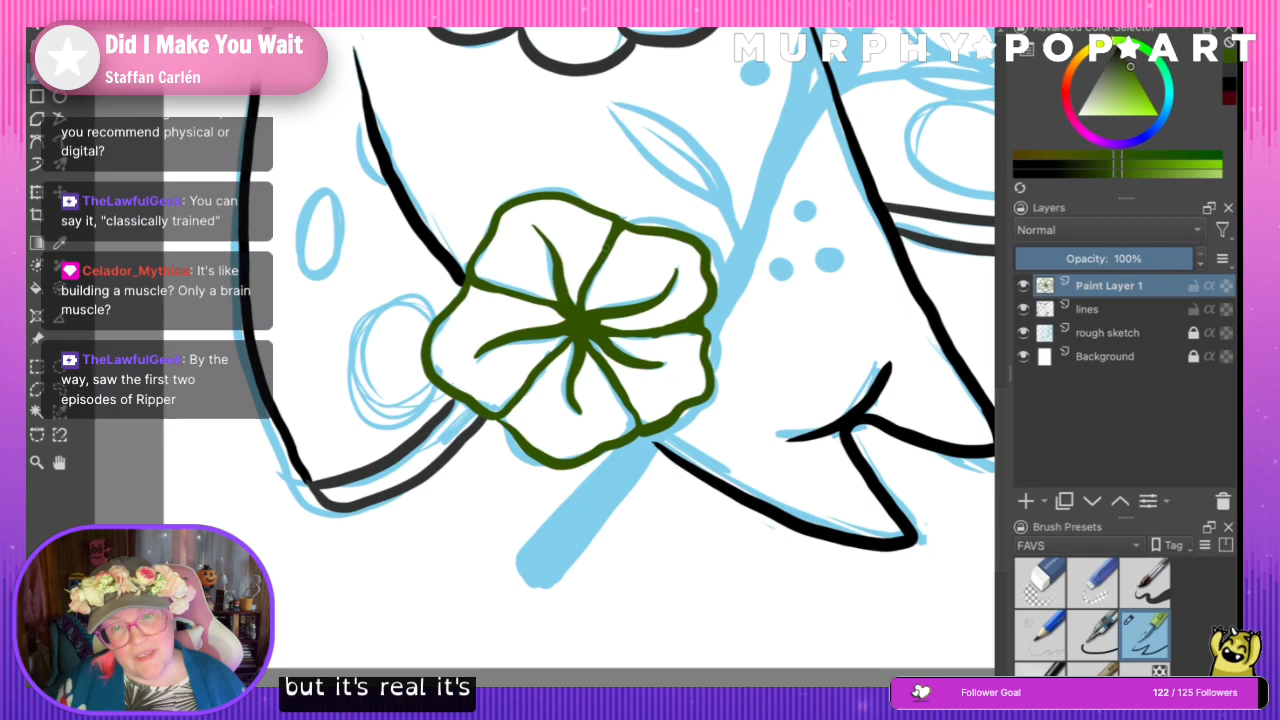 Did I Make You Wait
Staffan Carlén
MURPHY POP ART
you recommend physical or
digital?
TheLawfulGeek: You can
say it, "classically trained"
Celador_Mythica: It's like
building a muscle? Only a brain
muscle?
TheLawfulGeek: By the
way, saw the first two
episodes of Ripper
Advanced Color Selector
Layers
Normal
Opacity: 100%
Paint Layer 1
lines
rough sketch
Background
Brush Presets
FAVS
Tag
but it's real it's
Follower Goal
122 / 125 Followers